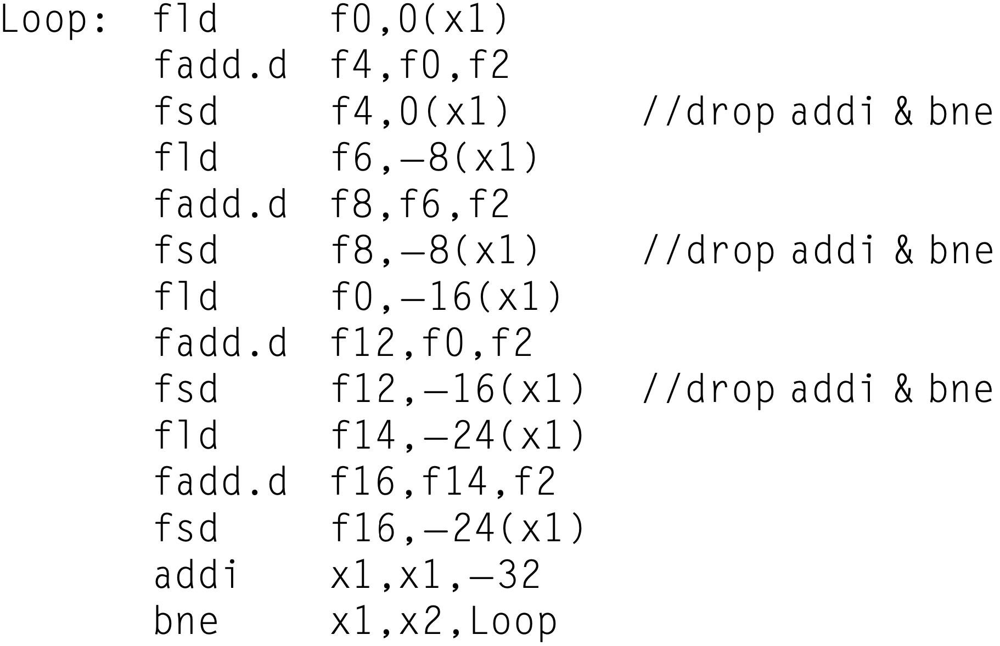 Loop: fld f0,0(x1)
fadd.d f4,f0,f2
fsd f4,0(x1) //drop addi & bne
fld f6,−8(x1)
fadd.d f8,f6,f2
fsd f8,−8(x1) //drop addi & bne
fld f0,−16(x1)
fadd.d f12,f0,f2
fsd f12,−16(x1) //drop addi & bne
fld f14,−24(x1)
fadd.d f16,f14,f2
fsd f16,−24(x1)
addi x1,x1,−32
bne x1,x2,Loop